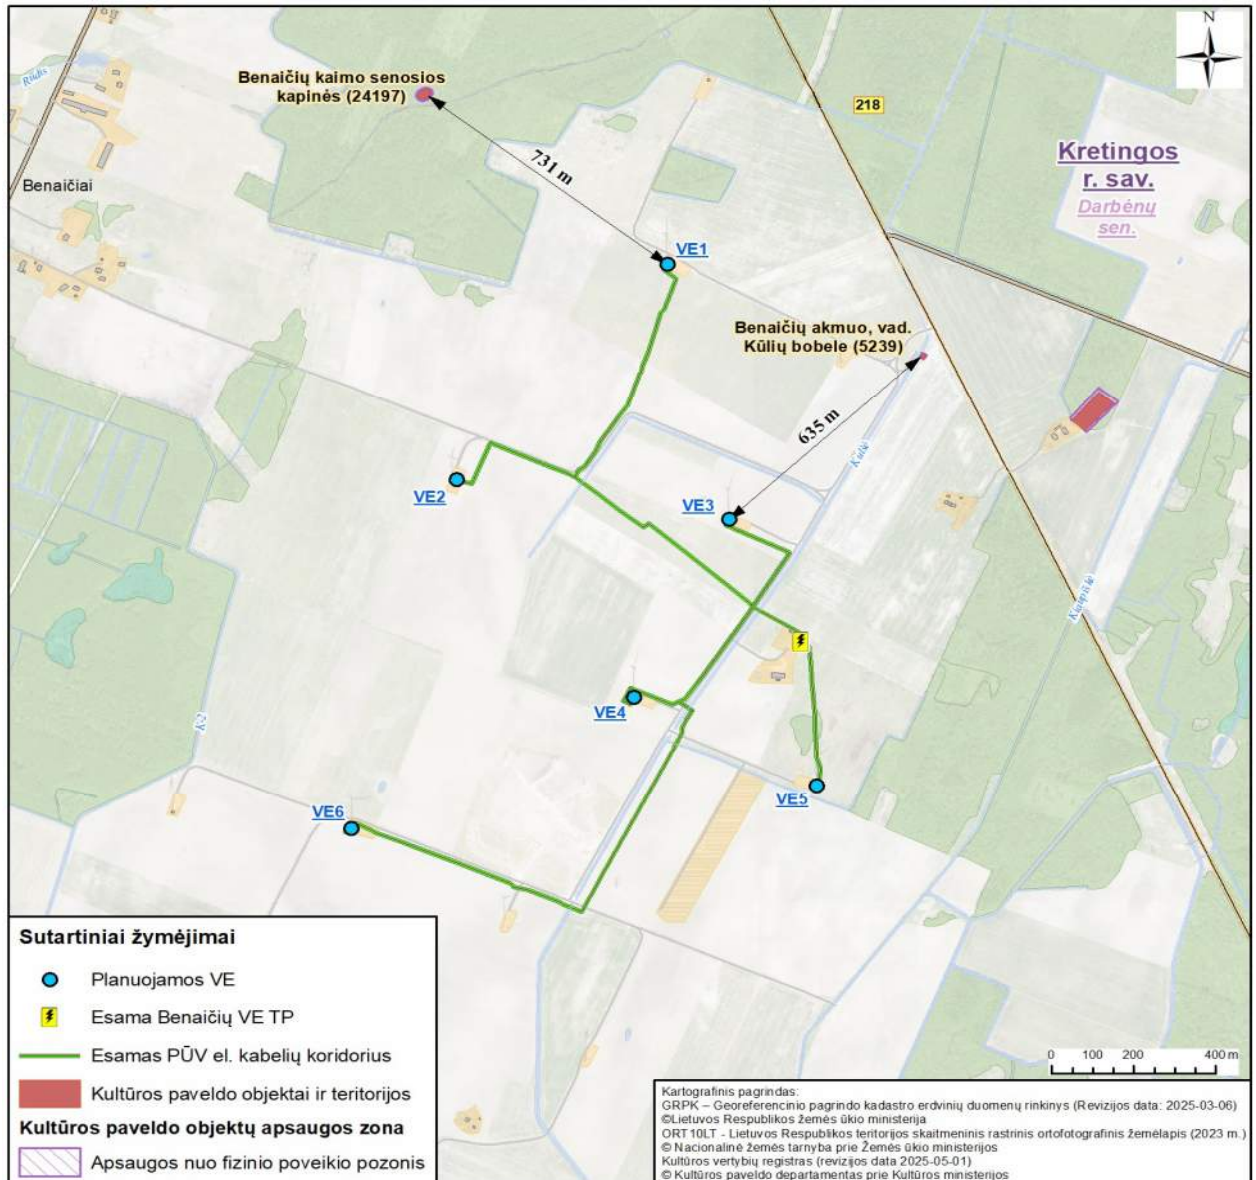 N
Rūdis
Benaičių kaimo senosios
kapinės (24197)
218
Kretingos
r. sav.
Darbėnų
sen.
731 m
Benaičiai
VE1
Benaičių akmuo, vad.
Kūlių bobele (5239)
635 m
Kulšė
VE2
VE3
Kiaupiškė
VE4
K-2
VE5
VE6
Sutartiniai žymėjimai
Planuojamos VE
Esama Benaičių VE TP
Esamas PŪV el. kabelių koridorius
Kultūros paveldo objektai ir teritorijos
Kultūros paveldo objektų apsaugos zona
Apsaugos nuo fizinio poveikio pozonis
0 100 200 400 m
Kartografinis pagrindas:
GRPK – Georeferencinio pagrindo kadastro erdvinių duomenų rinkinys (Revizijos data: 2025-03-06)
©Lietuvos Respublikos žemės ūkio ministerija
ORT10LT - Lietuvos Respublikos teritorijos skaitmeninis rastrinis ortofotografinis žemėlapis (2023 m.)
© Nacionalinė žemės tarnyba prie Žemės ūkio ministerijos
Kultūros vertybių registras (revizijos data 2025-05-01)
© Kultūros paveldo departamentas prie Kultūros ministerijos